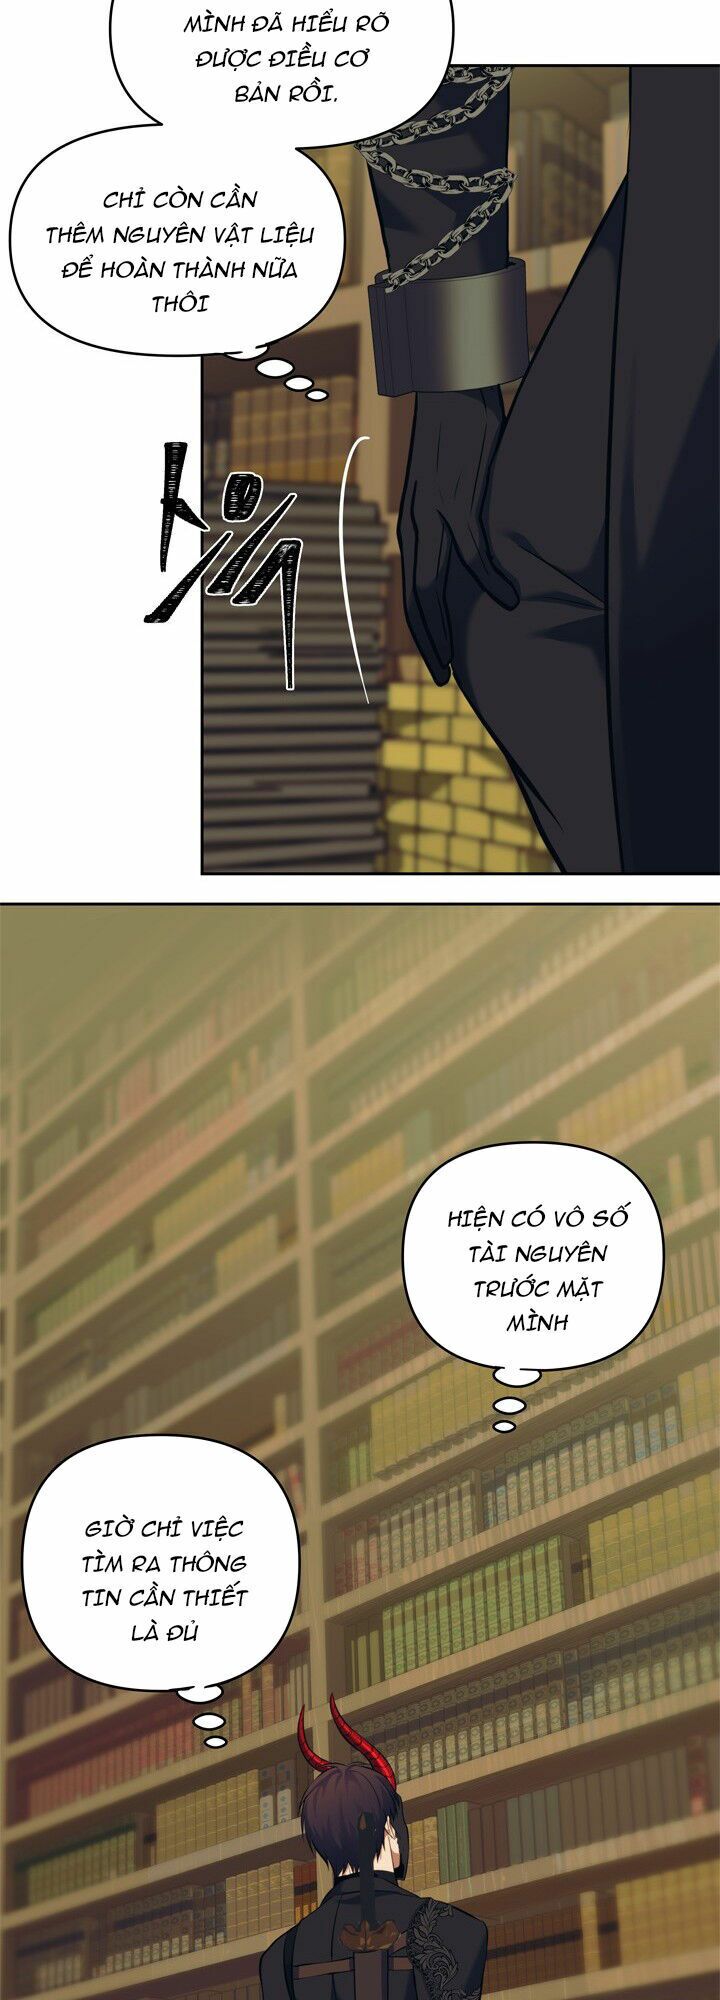 MÌNH ĐÃ HIỂU RÕ
ĐƯỢC ĐIỀU CƠ
BẢN RỒI.
CHỈ CÒN CẦN
THÊM NGUYÊN VẬT LIỆU
ĐỂ HOÀN THÀNH NỮA
THÔI
HIỆN CÓ VÔ SỐ
TÀI NGUYÊN
TRƯỚC MẶT
MÌNH
GIỜ CHỈ VIỆC
TÌM RA THÔNG
TIN CẦN THIẾT
LÀ ĐỦ